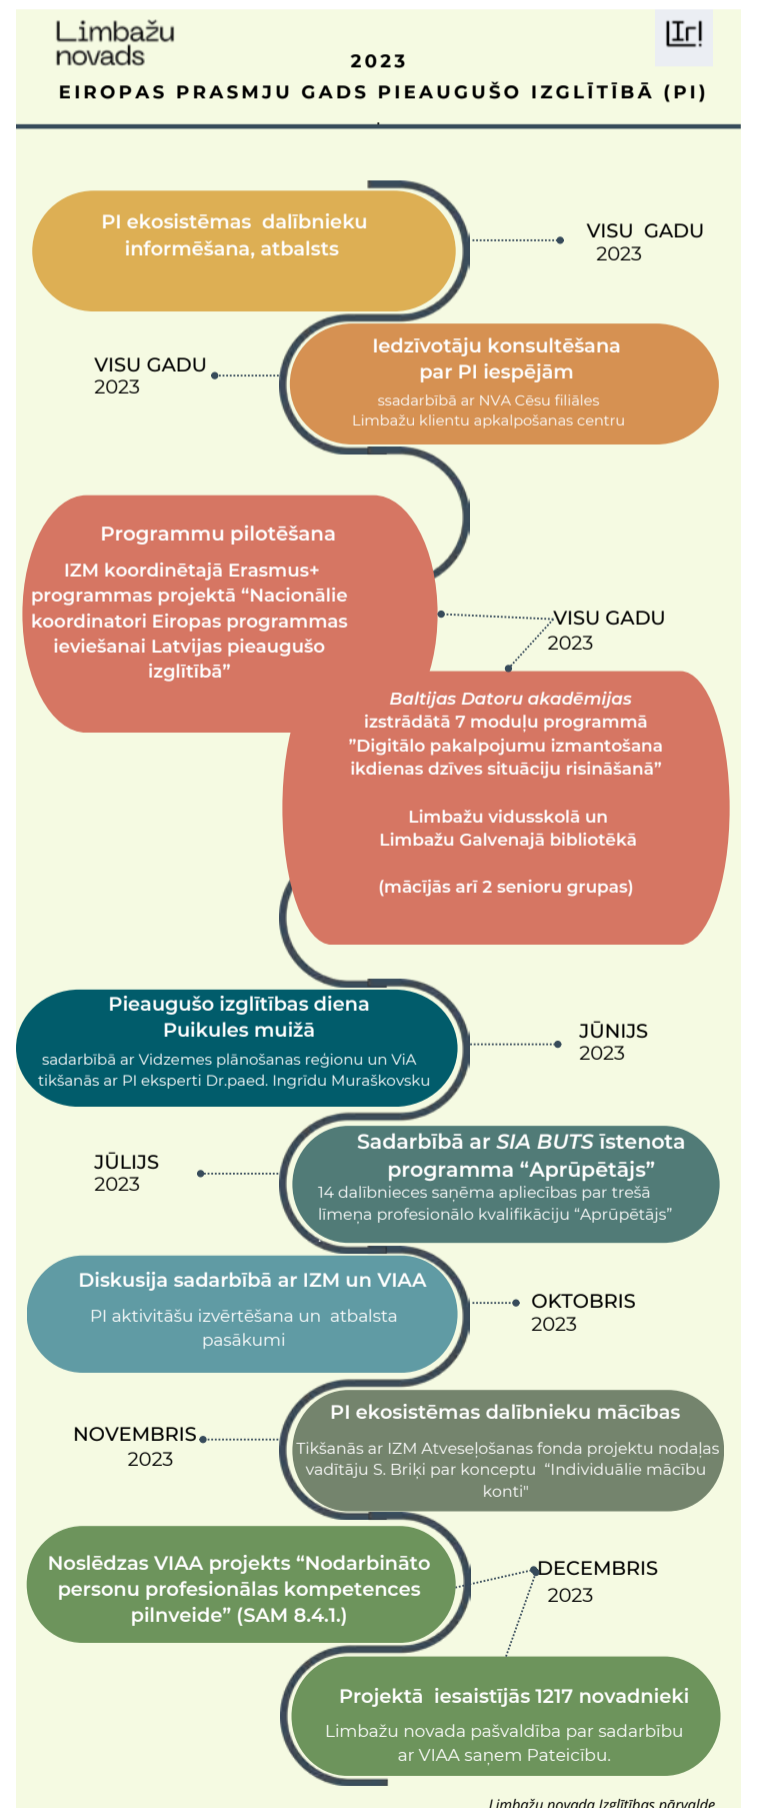 Limbažu
novads
|Ir!
2023
EIROPAS PRASMJU GADS PIEAUGUŠO IZGLĪTĪBĀ (PI)
PI ekosistēmas dalībnieku
informēšana, atbalsts
VISU GADU
2023
Iedzīvotāju konsultēšana
par PI iespējām
ssadarbībā ar NVA Cēsu filiāles
Limbažu klientu apkalpošanas centru
VISU GADU
2023
Programmu pilotēšana
IZM koordinētajā Erasmus+
programmas projektā “Nacionālie
koordinatori Eiropas programmas
ieviešanai Latvijas pieaugušo
izglītībā”
VISU GADU
2023
Baltijas Datoru akadēmijas
izstrādātā 7 moduļu programmā
”Digitālo pakalpojumu izmantošana
ikdienas dzīves situāciju risināšanā”
Limbažu vidusskolā un
Limbažu Galvenajā bibliotēkā
(mācījās arī 2 senioru grupas)
Pieaugušo izglītības diena
Puikules muižā
sadarbībā ar Vidzemes plānošanas reģionu un ViA
tikšanās ar PI eksperti Dr.paed. Ingrīdu Muraškovsku
JŪNIJS
2023
Sadarbībā ar SIA BUTS īstenota
programma “Aprūpētājs”
14 dalībnieces saņēma apliecības par trešā
līmeņa profesionālo kvalifikāciju “Aprūpētājs”
JŪLIJS
2023
Diskusija sadarbībā ar IZM un VIAA
PI aktivitāšu izvērtēšana un atbalsta
pasākumi
OKTOBRIS
2023
PI ekosistēmas dalībnieku mācības
Tikšanās ar IZM Atveseļošanas fonda projektu nodaļas
vadītāju S. Briķi par konceptu “Individuālie mācību
konti"
NOVEMBRIS
2023
Noslēdzas VIAA projekts “Nodarbināto
personu profesionālas kompetences
pilnveide” (SAM 8.4.1.)
DECEMBRIS
2023
Projektā iesaistījās 1217 novadnieki
Limbažu novada pašvaldība par sadarbību
ar VIAA saņem Pateicību.
Limbažu novada Izglītības pārvalde